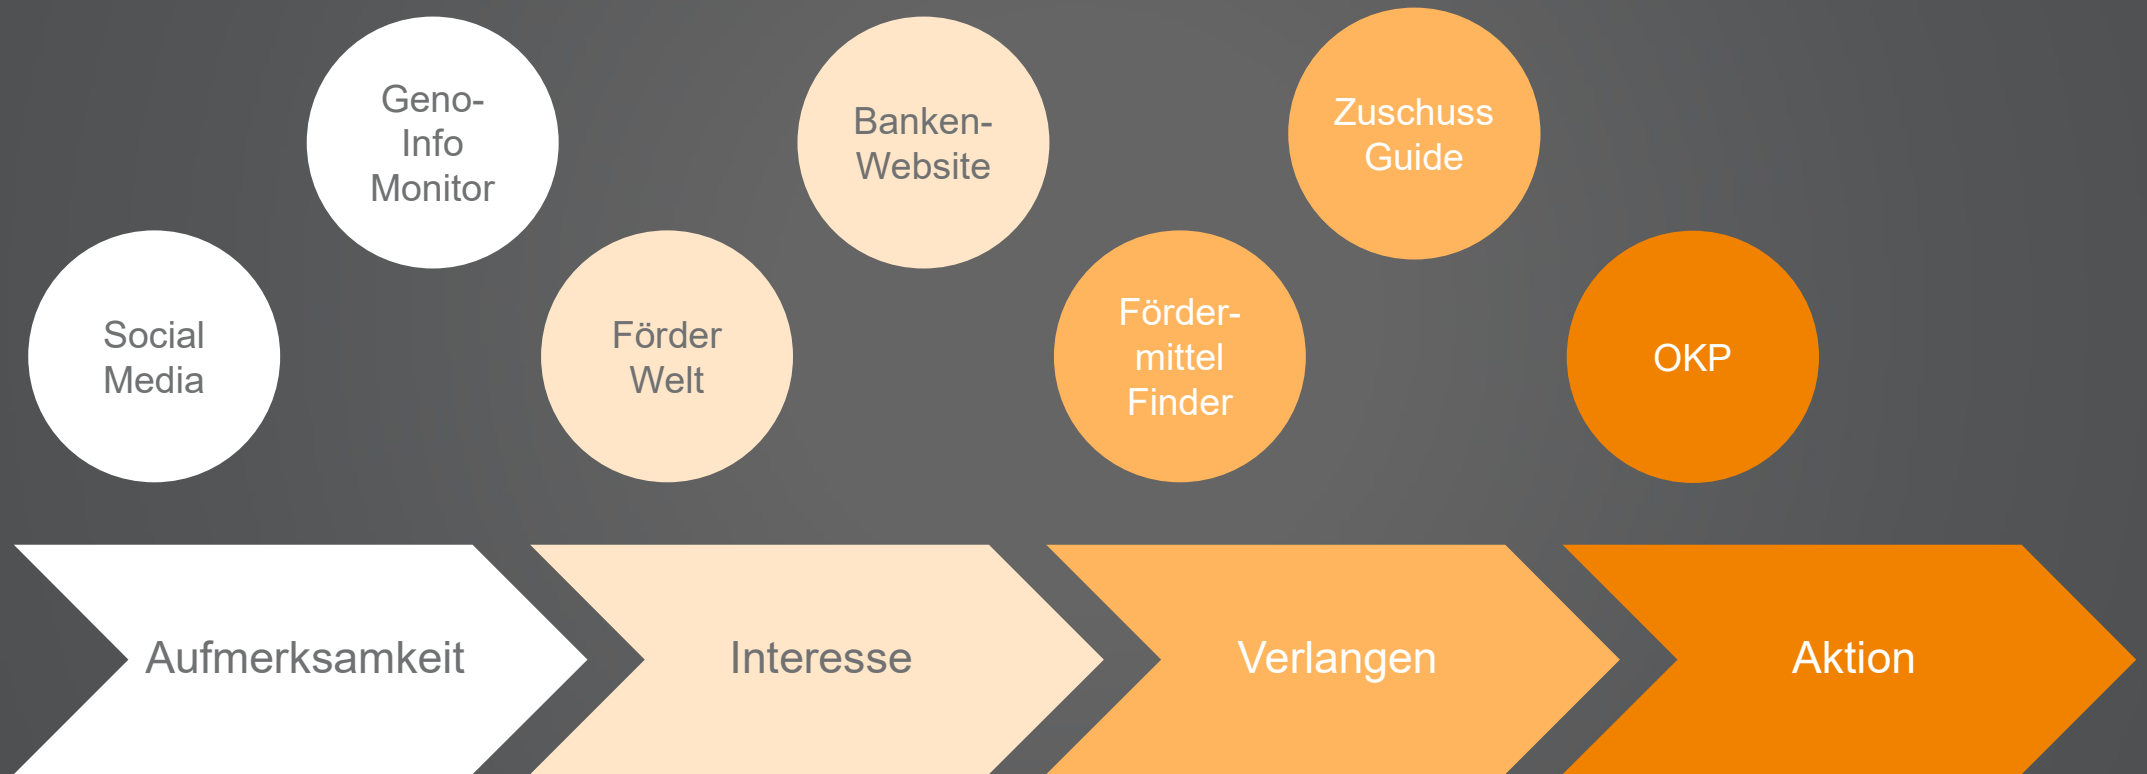 Geno-
Info
Monitor
Banken-
Website
Zuschuss
Guide
Social
Media
Förder
Welt
Förder-
mittel
Finder
OKP
Aufmerksamkeit
Interesse
Verlangen
Aktion